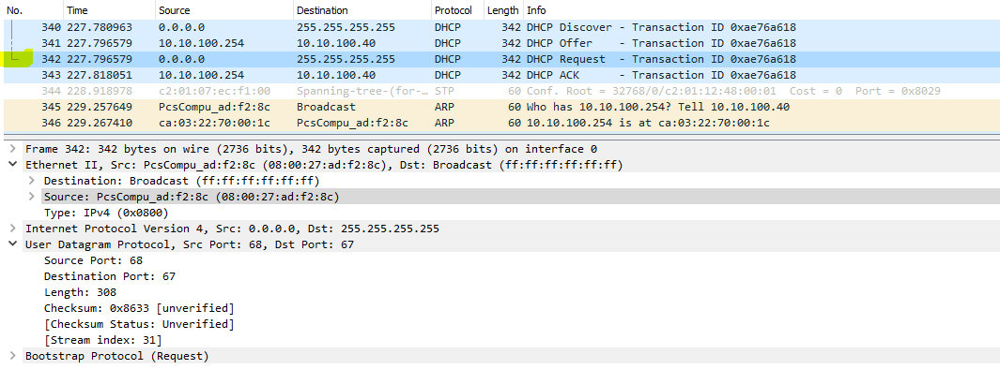 No. Time Source Destination Protocol Length Info
340 227.780963 0.0.0.0 255.255.255.255 DHCP 342 DHCP Discover - Transaction ID 0xae76a618
341 227.796579 10.10.100.254 10.10.100.40 DHCP 342 DHCP Offer - Transaction ID 0xae76a618
342 227.796579 0.0.0.0 255.255.255.255 DHCP 342 DHCP Request - Transaction ID 0xae76a618
343 227.818051 10.10.100.254 10.10.100.40 DHCP 342 DHCP ACK - Transaction ID 0xae76a618
344 228.918978 c2:01:07:ec:f1:00 Spanning-tree-(for-… STP 60 Conf. Root = 32768/0/c2:01:12:48:00:01 Cost = 0 Port = 0x8029
345 229.257649 PcsCompu_ad:f2:8c Broadcast ARP 60 Who has 10.10.100.254? Tell 10.10.100.40
346 229.267410 ca:03:22:70:00:1c PcsCompu_ad:f2:8c ARP 60 10.10.100.254 is at ca:03:22:70:00:1c
Frame 342: 342 bytes on wire (2736 bits), 342 bytes captured (2736 bits) on interface 0
Ethernet II, Src: PcsCompu_ad:f2:8c (08:00:27:ad:f2:8c), Dst: Broadcast (ff:ff:ff:ff:ff:ff)
Destination: Broadcast (ff:ff:ff:ff:ff:ff)
Source: PcsCompu_ad:f2:8c (08:00:27:ad:f2:8c)
Type: IPv4 (0x0800)
Internet Protocol Version 4, Src: 0.0.0.0, Dst: 255.255.255.255
User Datagram Protocol, Src Port: 68, Dst Port: 67
Source Port: 68
Destination Port: 67
Length: 308
Checksum: 0x8633 [unverified]
[Checksum Status: Unverified]
[Stream index: 31]
Bootstrap Protocol (Request)